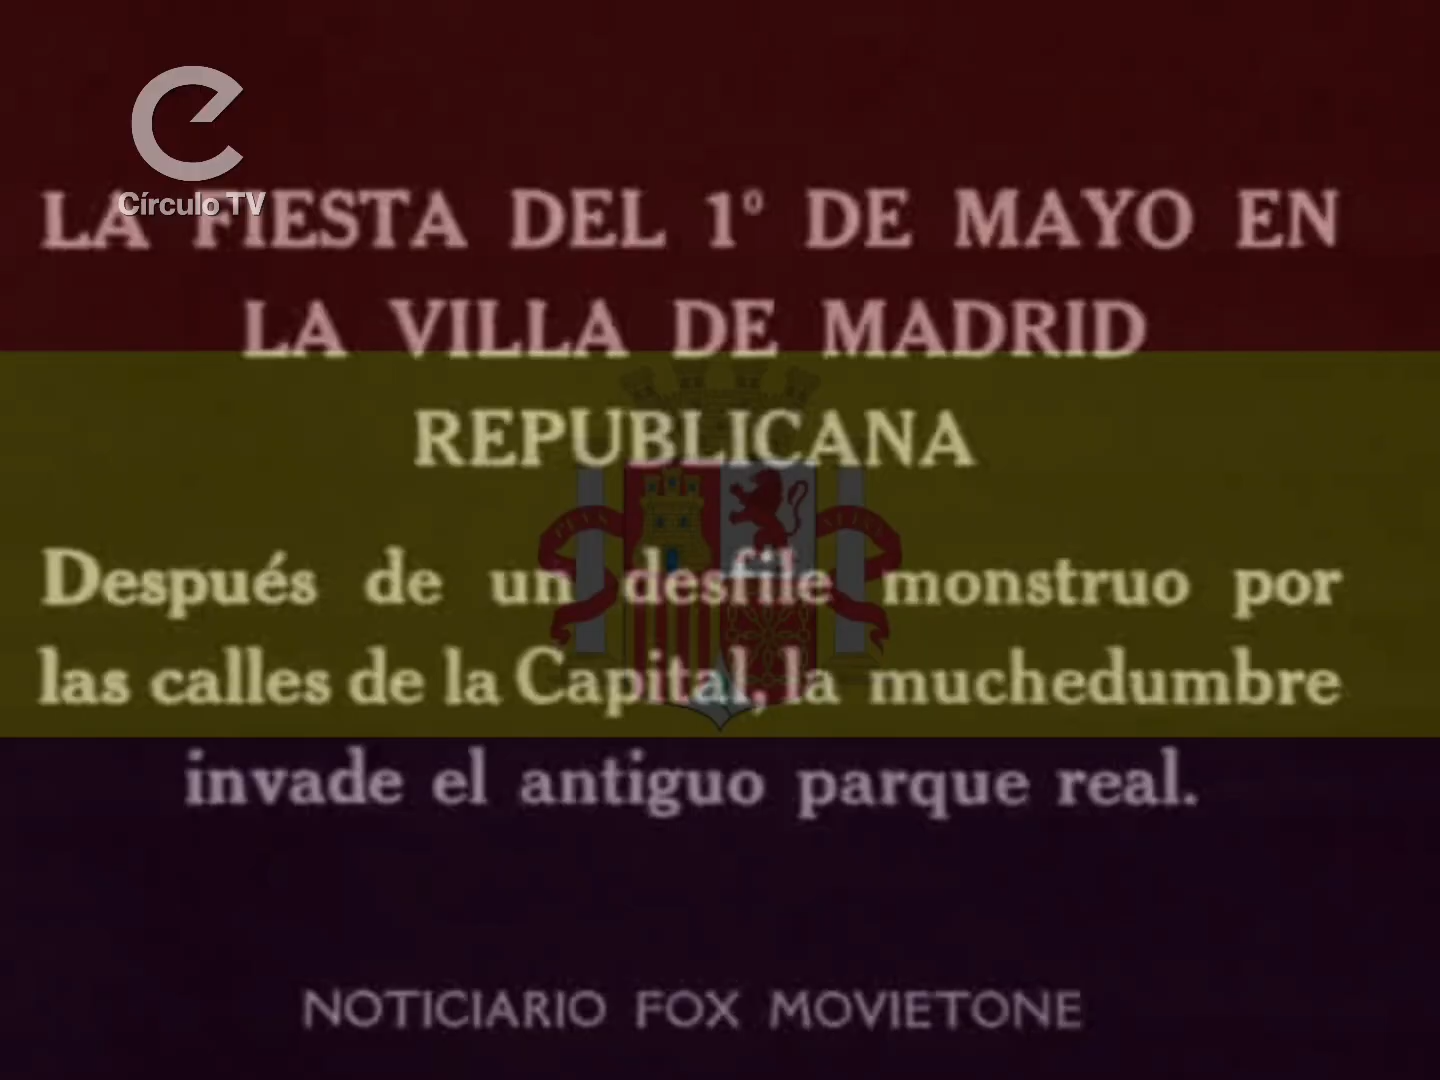 Círculo TV
LA FIESTA DEL 1º DE MAYO EN
LA VILLA DE MADRID
REPUBLICANA
Después de un desfile monstruo por
las calles de la Capital, la muchedumbre
invade el antiguo parque real.
NOTICIARIO FOX MOVIETONE